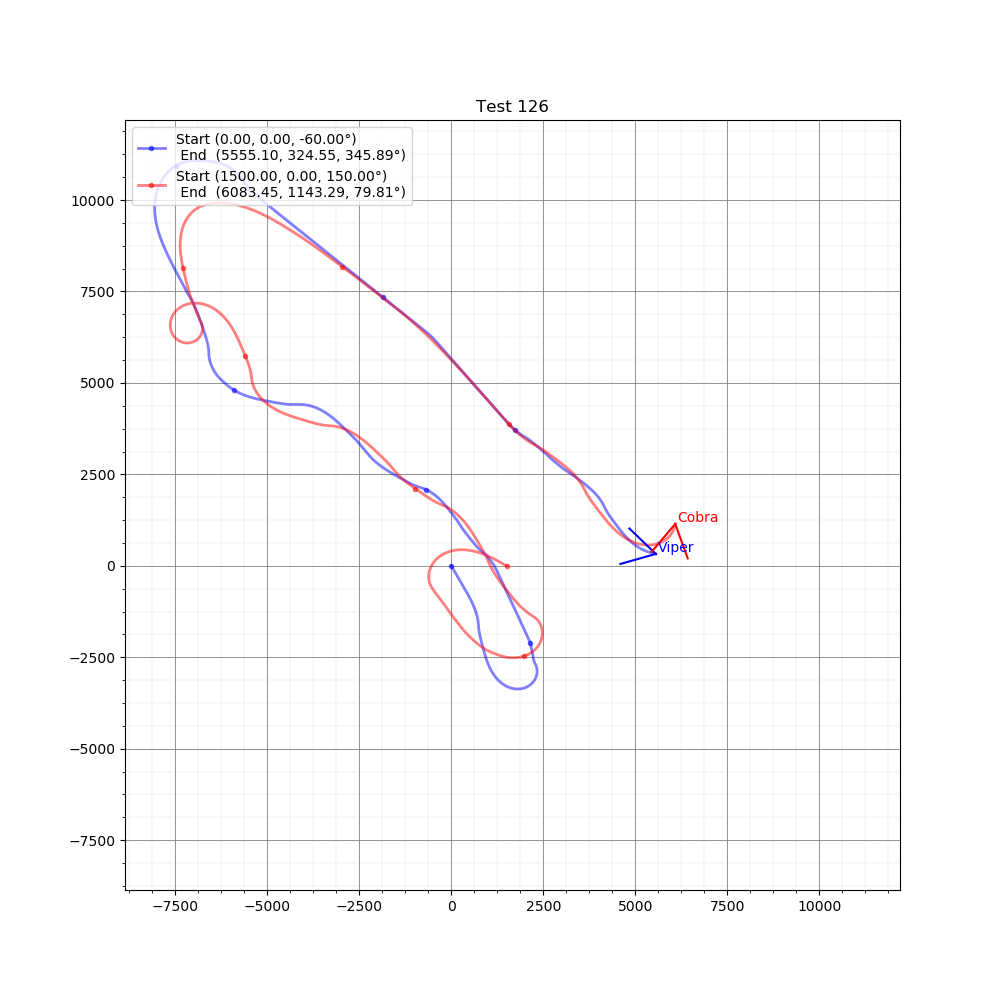 Test 126
Start (0.00, 0.00, -60.00°)
End  (5555.10, 324.55, 345.89°)
Start (1500.00, 0.00, 150.00°)
End  (6083.45, 1143.29, 79.81°)
10000
7500
5000
2500
0
−2500
−5000
−7500
Cobra
Viper
−7500 −5000 −2500 0 2500 5000 7500 10000